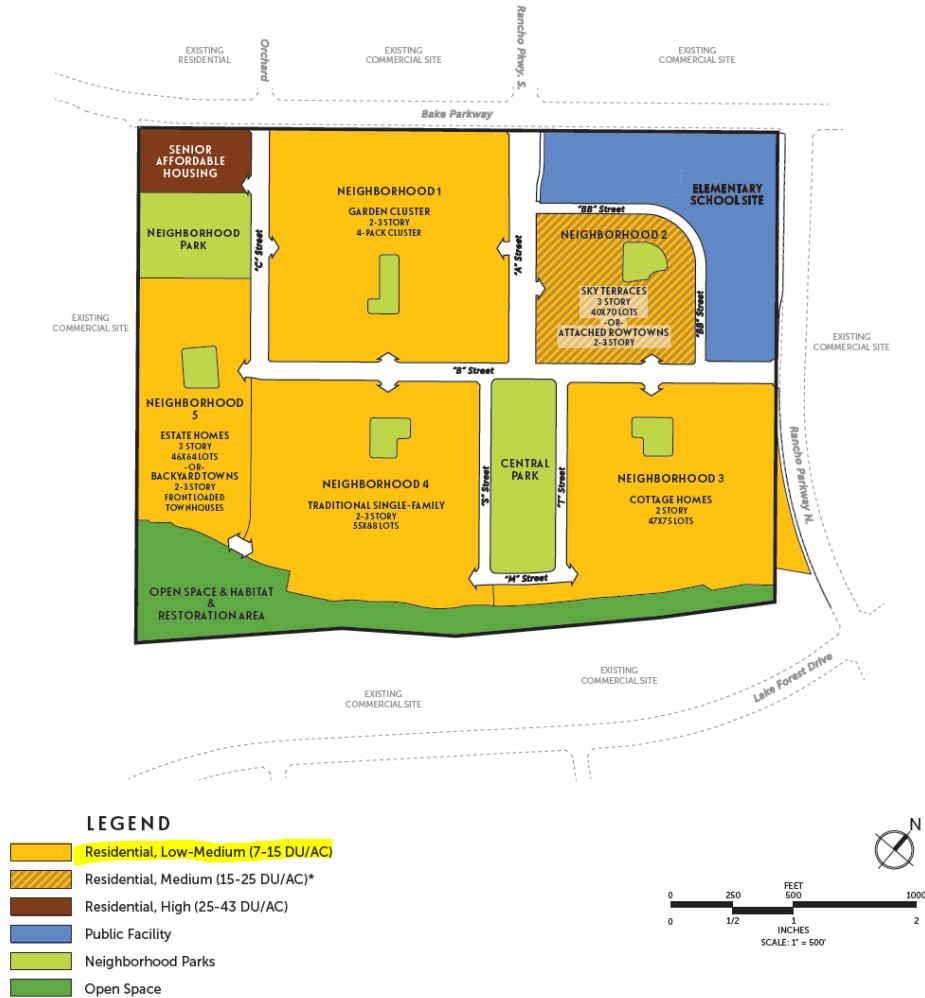 EXISTING
RESIDENTIAL
Orchard
EXISTING
COMMERCIAL SITE
Rancho Pkwy. S.
EXISTING
COMMERCIAL SITE
Bake Parkway
SENIOR
AFFORDABLE
HOUSING
NEIGHBORHOOD
PARK
"C" Street
NEIGHBORHOOD 1
GARDEN CLUSTER
2-3 STORY
4-PACK CLUSTER
"A" Street
ELEMENTARY
SCHOOL SITE
"BB" Street
NEIGHBORHOOD 2
SKY TERRACES
3 STORY
40X70 LOTS
-OR-
ATTACHED ROWTOWNS
2-3 STORY
"BB" Street
EXISTING
COMMERCIAL SITE
EXISTING
COMMERCIAL SITE
"B" Street
NEIGHBORHOOD
5
ESTATE HOMES
3 STORY
46X64 LOTS
-OR-
BACKYARD TOWNS
2-3 STORY
FRONT LOADED
TOWNHOUSES
NEIGHBORHOOD 4
TRADITIONAL SINGLE-FAMILY
2-3 STORY
55X88 LOTS
"S" Street
CENTRAL
PARK
"T" Street
NEIGHBORHOOD 3
COTTAGE HOMES
2 STORY
47X75 LOTS
Rancho Parkway N.
"M" Street
OPEN SPACE & HABITAT
&
RESTORATION AREA
EXISTING
COMMERCIAL SITE
EXISTING
COMMERCIAL SITE
Lake Forest Drive
LEGEND
Residential, Low-Medium (7-15 DU/AC)
Residential, Medium (15-25 DU/AC)*
Residential, High (25-43 DU/AC)
Public Facility
Neighborhood Parks
Open Space
N
FEET
0 250 500 1000
0 1/2 1 2
INCHES
SCALE: 1" = 500'